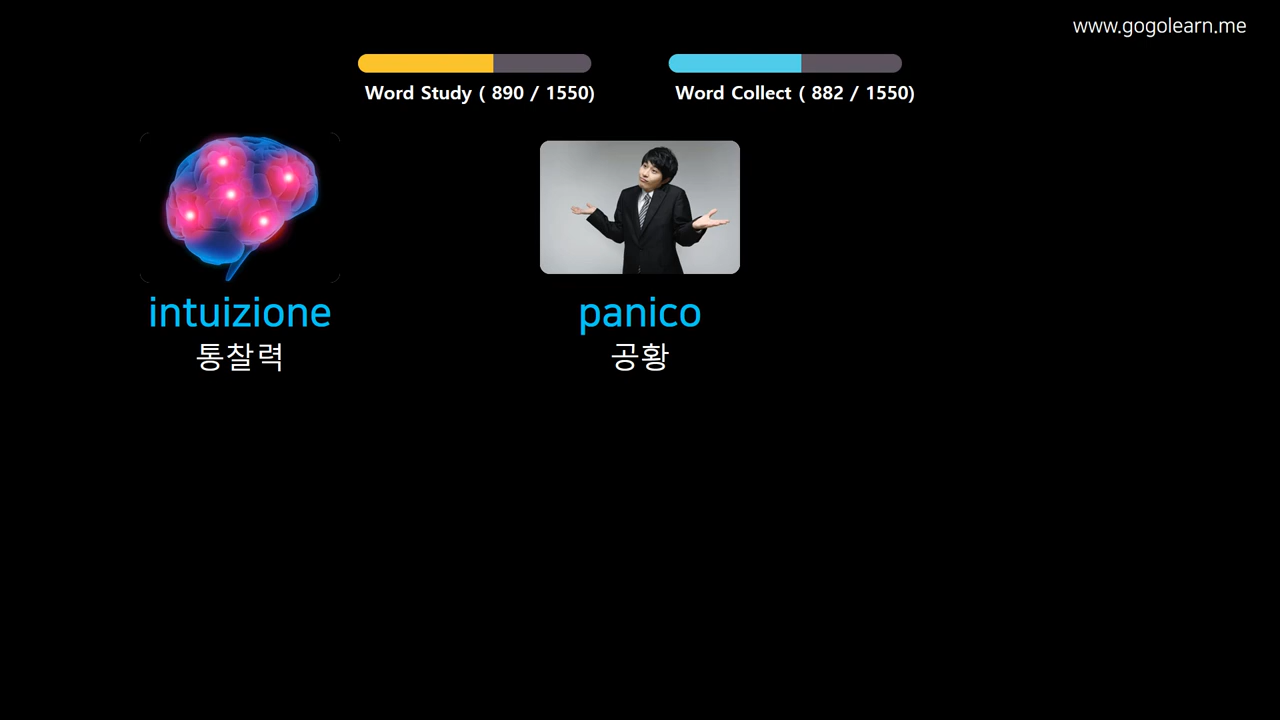 www.gogolearn.me
Word Study ( 890 / 1550)
Word Collect ( 882 / 1550)
intuizione
통찰력
panico
공황